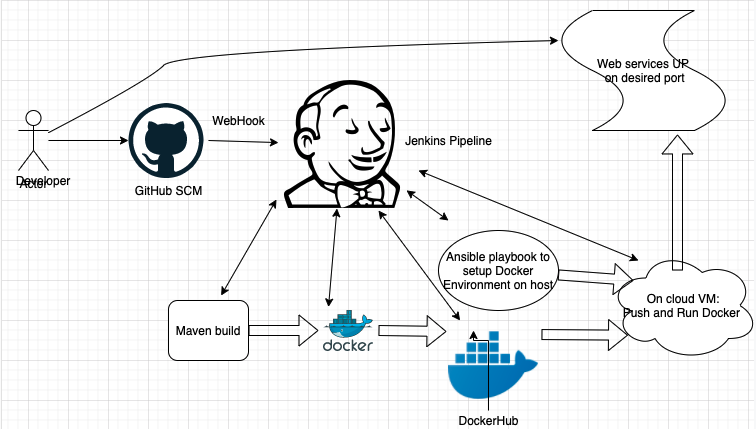 Web services UP
on desired port
WebHook
Jenkins Pipeline
Developer
Actor
GitHub SCM
Ansible playbook to
setup Docker
Environment on host
On cloud VM:
Push and Run Docker
Maven build
docker
DockerHub